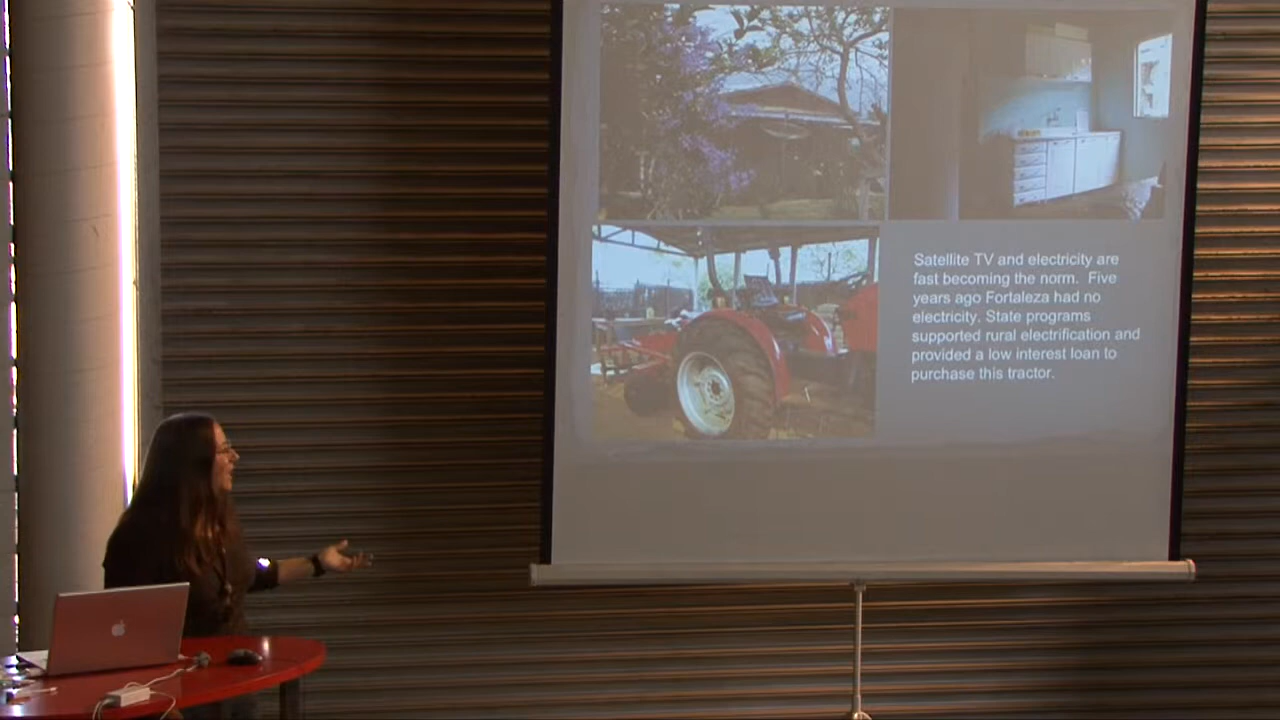 Satellite TV and electricity are
fast becoming the norm.  Five
years ago Fortaleza had no
electricity. State programs
supported rural electrification and
provided a low interest loan to
purchase this tractor.